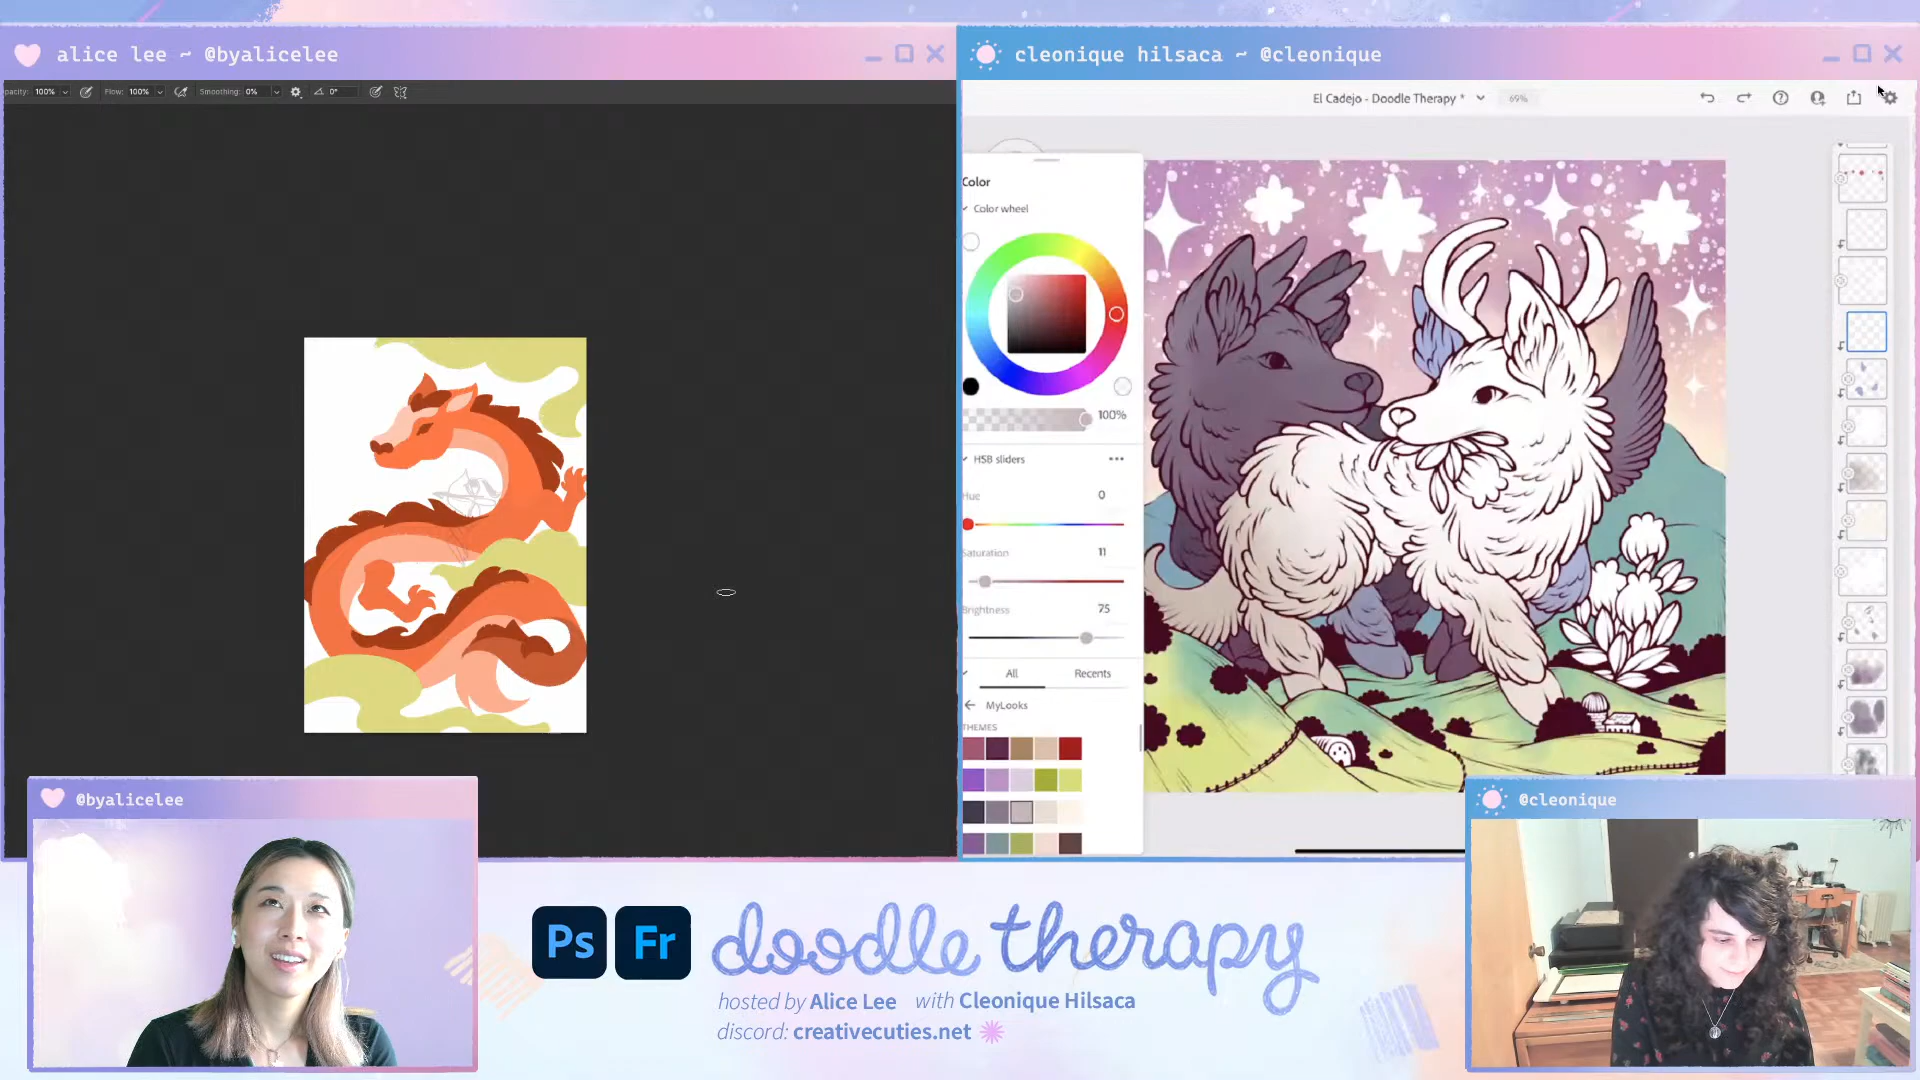 alice lee ~ @byalicelee
pacity: 100% Flow: 100% Smoothing: 0% 0°
cleonique hilsaca ~ @cleonique
El Cadejo - Doodle Therapy * 69%
Color
Color wheel
100%
HSB sliders
Hue 0
Saturation 11
Brightness 75
All Recents
MyLooks
THEMES
@byalicelee
@cleonique
Ps Fr doodle therapy
hosted by Alice Lee with Cleonique Hilsaca
discord: creativecuties.net